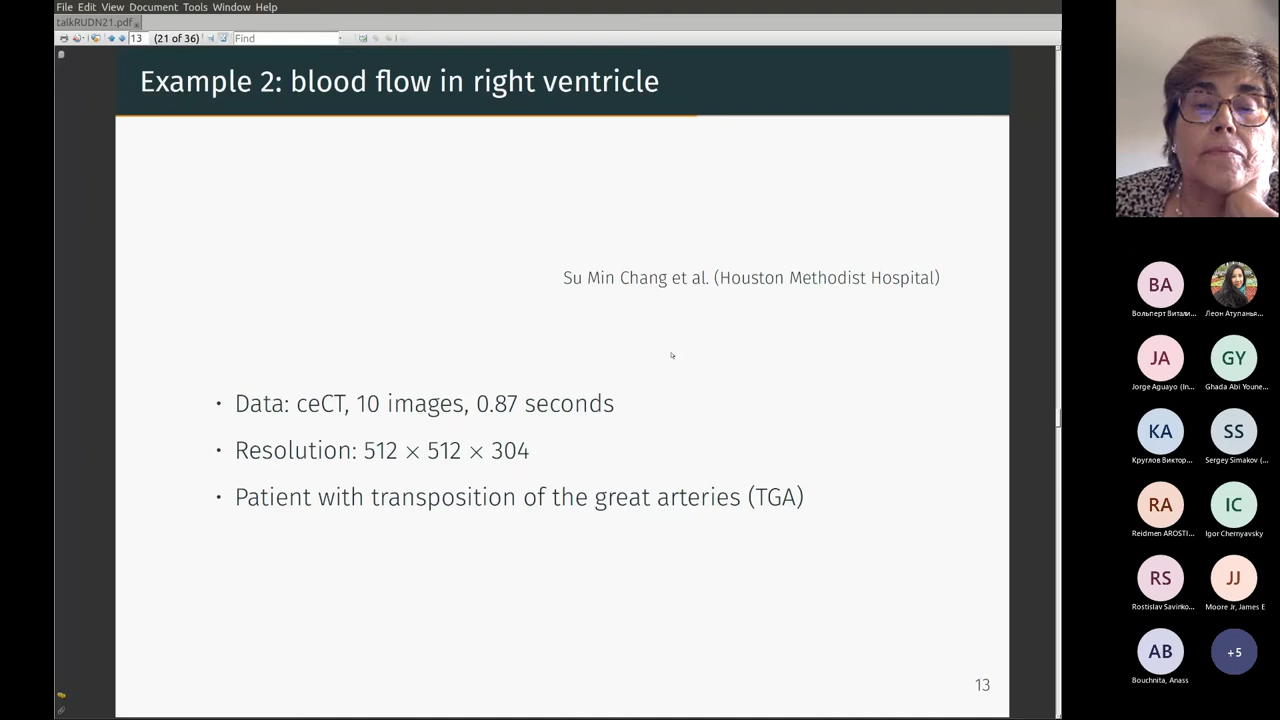 File Edit View Document Tools Window Help
talkRUDN21.pdf
13 (21 of 36) Find
Example 2: blood flow in right ventricle
Su Min Chang et al. (Houston Methodist Hospital)
• Data: ceCT, 10 images, 0.87 seconds
• Resolution: 512 × 512 × 304
• Patient with transposition of the great arteries (TGA)
13
BA
Вольперт Витали... Леон Атупанья...
JA GY
Jorge Aguayo (In... Ghada Abi Youne...
KA SS
Круглов Виктор... Sergey Simakov (...
RA IC
Reidmen AROSTI... Igor Chernyavsky
RS JJ
Rostislav Savinko... Moore Jr, James E
AB +5
Bouchnita, Anass